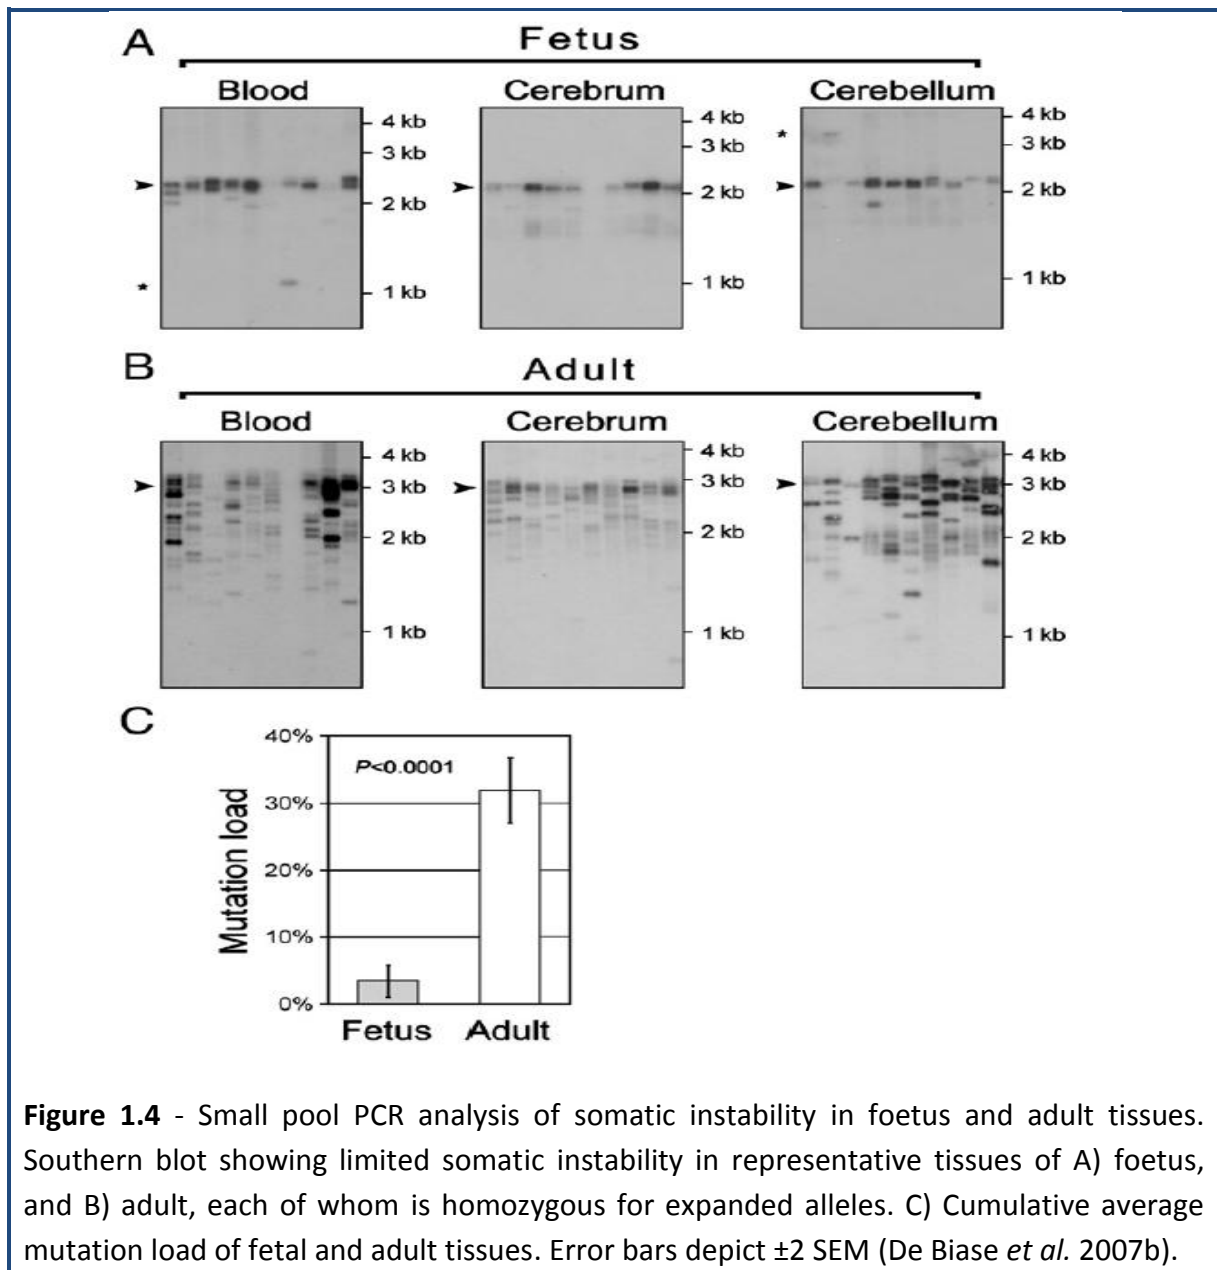 A
Fetus
Blood Cerebrum Cerebellum
4 kb
3 kb
2 kb
*
1 kb
4 kb
3 kb
2 kb
1 kb
*
4 kb
3 kb
2 kb
1 kb
B
Adult
Blood Cerebrum Cerebellum
4 kb
3 kb
2 kb
1 kb
4 kb
3 kb
2 kb
1 kb
4 kb
3 kb
2 kb
1 kb
C
Mutation load
40%
P<0.0001
30%
20%
10%
0%
Fetus Adult
Figure 1.4 - Small pool PCR analysis of somatic instability in foetus and adult tissues.
Southern blot showing limited somatic instability in representative tissues of A) foetus,
and B) adult, each of whom is homozygous for expanded alleles. C) Cumulative average
mutation load of fetal and adult tissues. Error bars depict ±2 SEM (De Biase et al. 2007b).